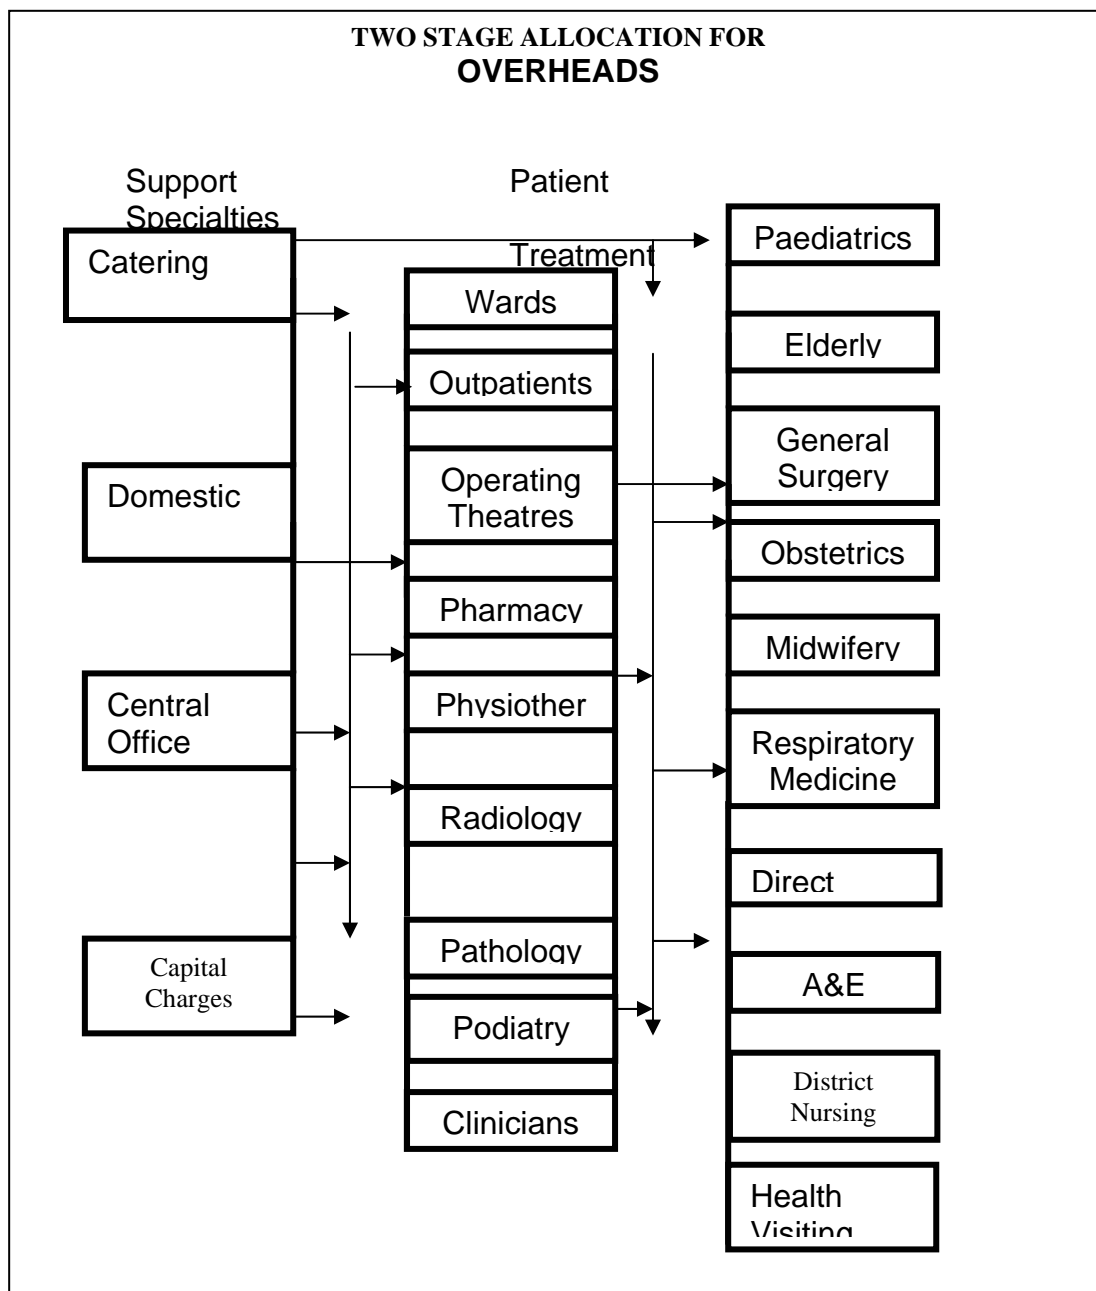 TWO STAGE ALLOCATION FOR
OVERHEADS
Support
Specialties
Patient
Treatment
Catering
Domestic
Central
Office
Capital
Charges
Wards
Outpatients
Operating
Theatres
Pharmacy
Physiother
Radiology
Pathology
Podiatry
Clinicians
Paediatrics
Elderly
General
Surgery
Obstetrics
Midwifery
Respiratory
Medicine
Direct
A&E
District
Nursing
Health
Visiting